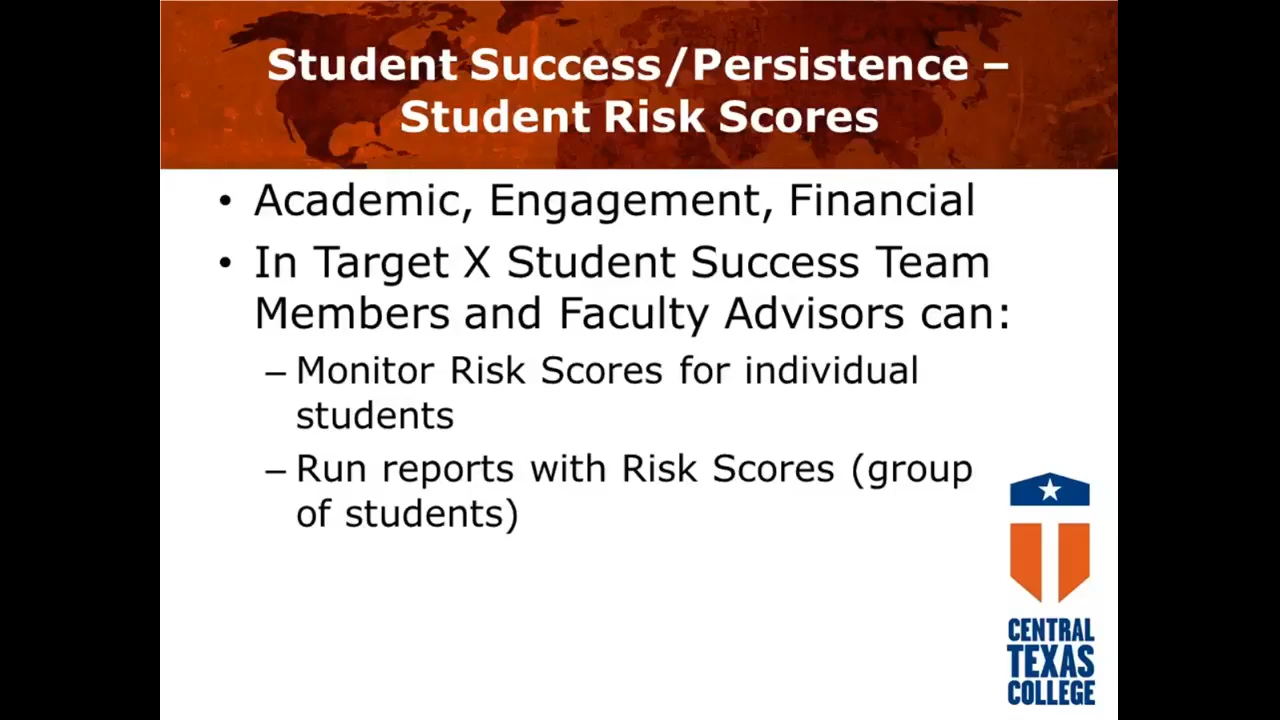 Student Success/Persistence –
Student Risk Scores
• Academic, Engagement, Financial
• In Target X Student Success Team
Members and Faculty Advisors can:
– Monitor Risk Scores for individual
students
– Run reports with Risk Scores (group
of students)
CENTRAL
TEXAS
COLLEGE